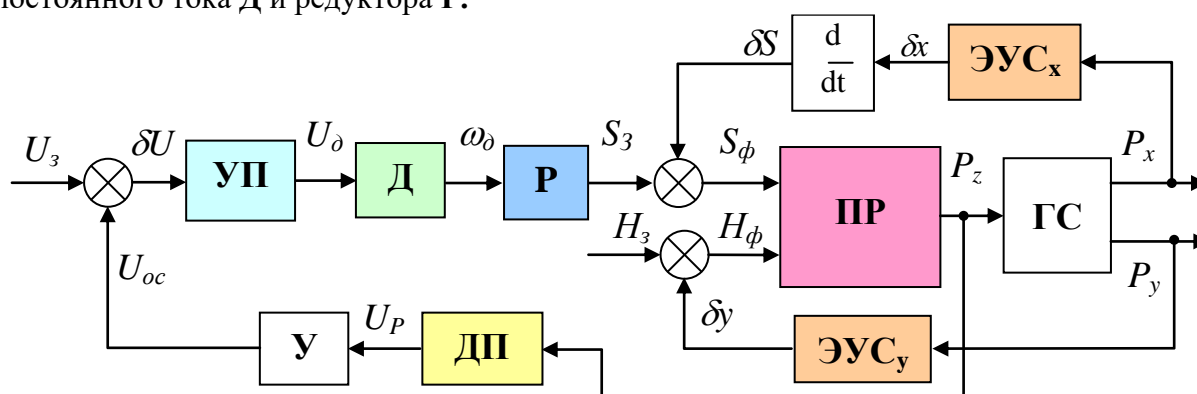 постоянного тока Д и редуктора Г.
δS
d
dt
δx
ЭУСx
Uз
δU
УП
Uд
Д
ωд
Р
SЗ
Sф
ПР
Pz
ГС
Px
Hз
Hф
Py
Uос
У
UР
ДП
δy
ЭУСy